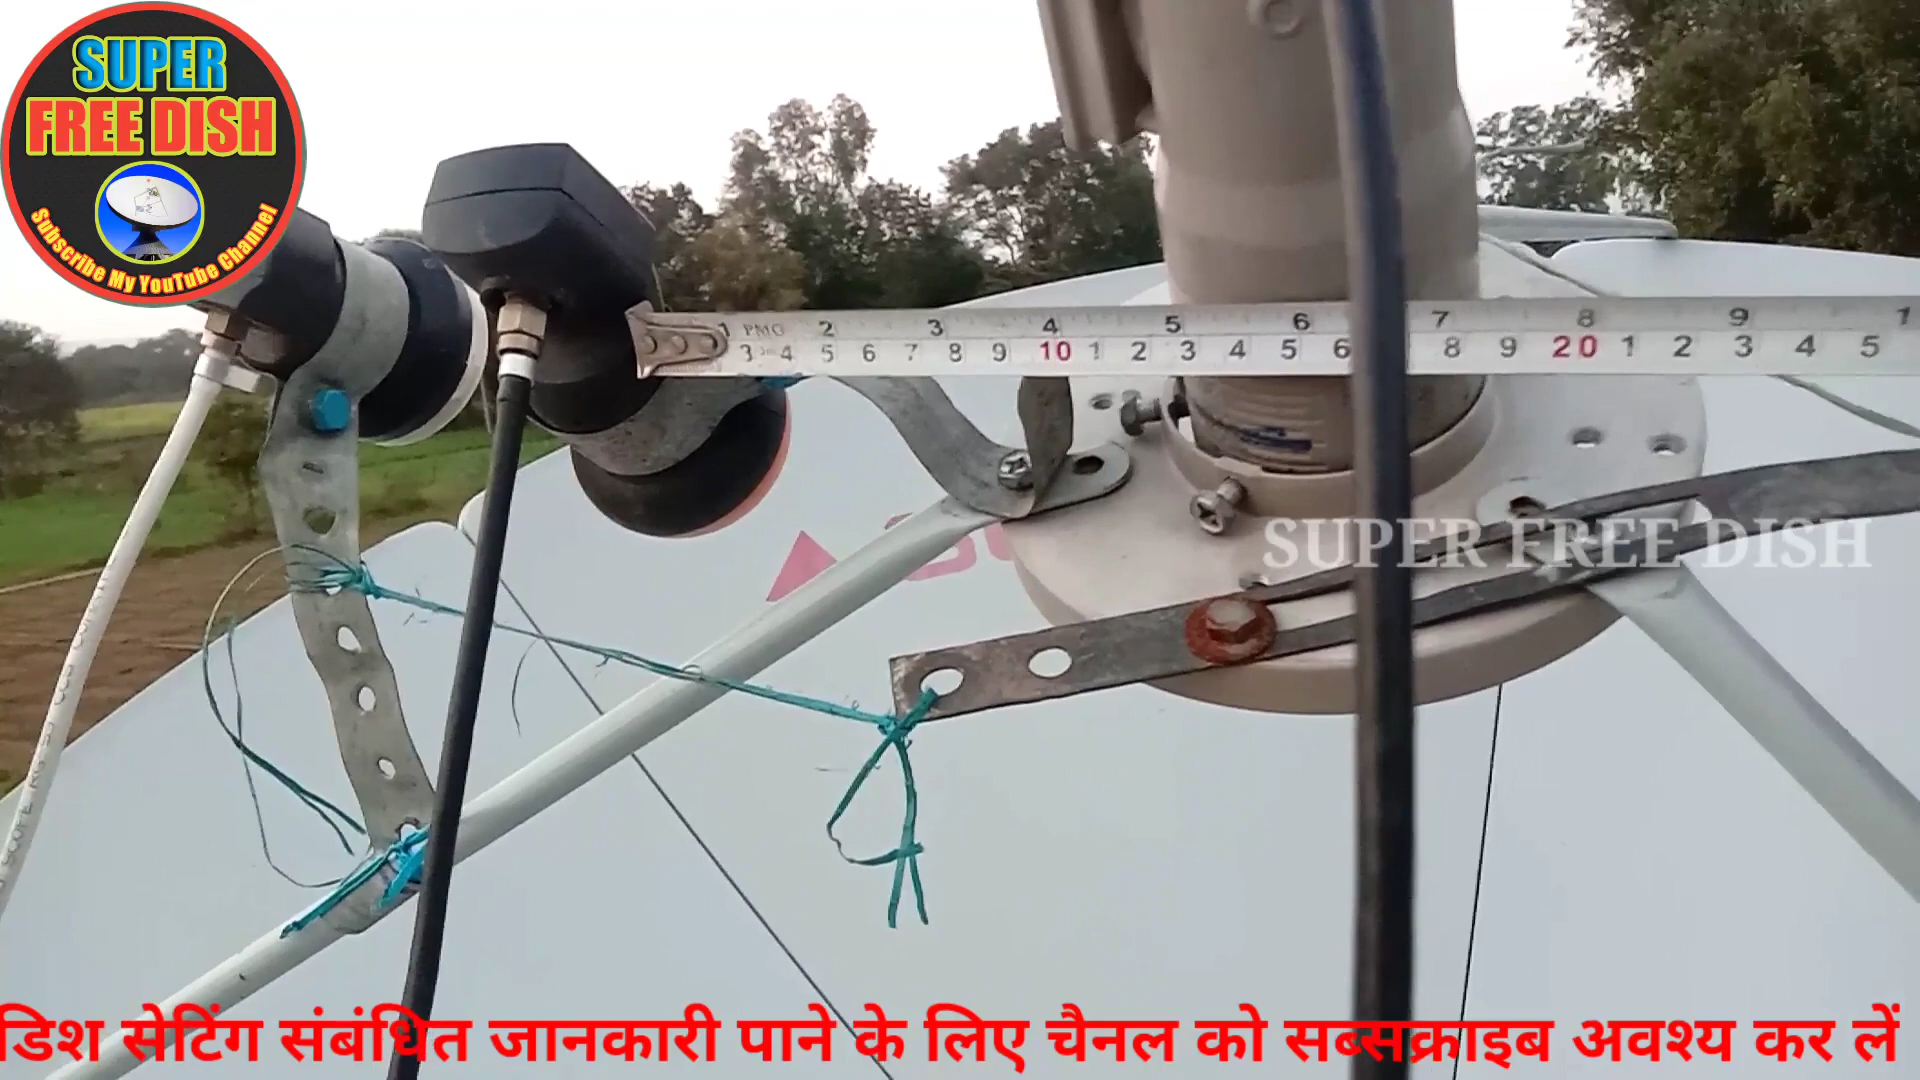 SUPER
FREE DISH
Subscribe My YouTube Channel
1 PMG 2 3 4 5 6 7 8 9 1
3 4 5 6 7 8 9 10 1 2 3 4 5 6 8 9 20 1 2 3 4 5
SUPER FREE DISH
डिश सेटिंग संबंधित जानकारी पाने के लिए चैनल को सब्सक्राइब अवश्य कर लें